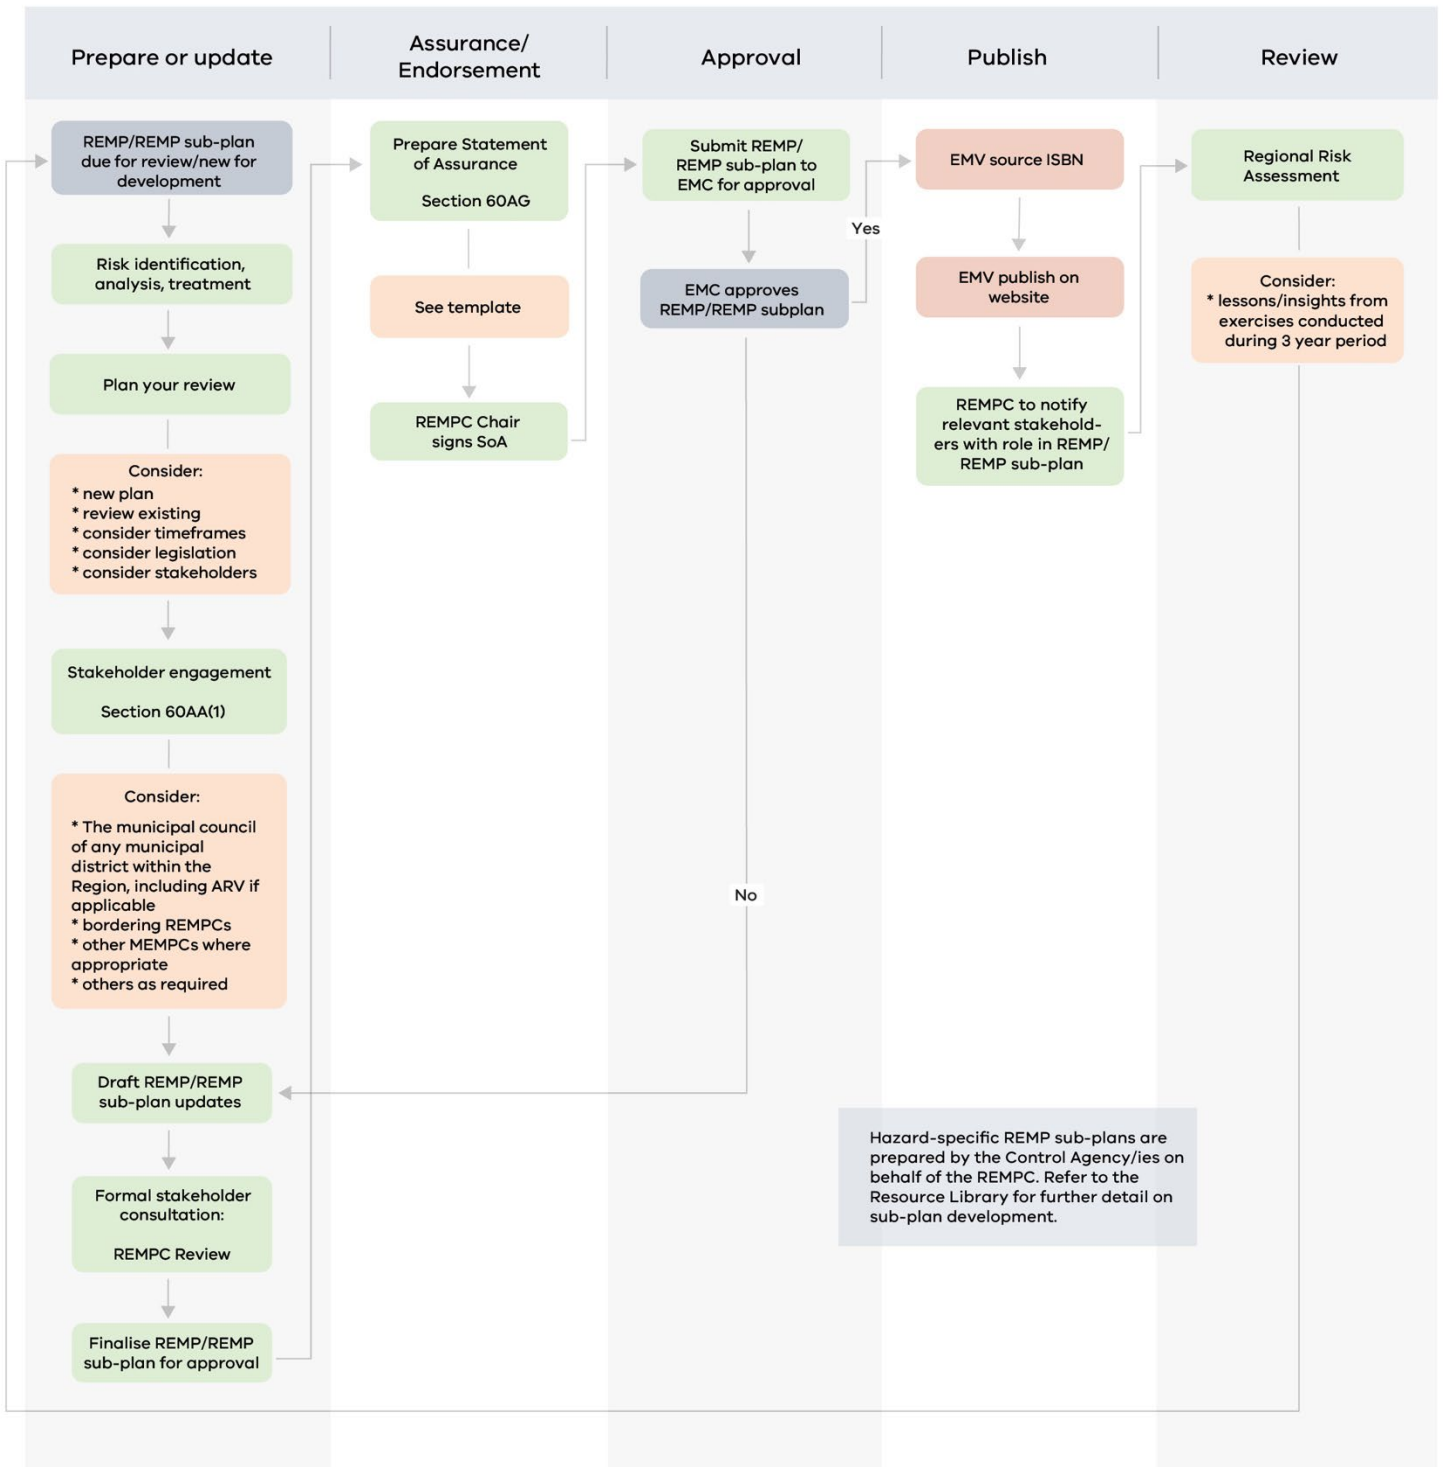 Prepare or update
Assurance/
Endorsement
Approval
Publish
Review
REMP/REMP sub-plan
due for review/new for
development
Risk identification,
analysis, treatment
Plan your review
Consider:
* new plan
* review existing
* consider timeframes
* consider legislation
* consider stakeholders
Stakeholder engagement
Section 60AA(1)
Consider:
* The municipal council
of any municipal
district within the
Region, including ARV if
applicable
* bordering REMPCs
* other MEMPCs where
appropriate
* others as required
Draft REMP/REMP
sub-plan updates
Formal stakeholder
consultation:
REMPC Review
Finalise REMP/REMP
sub-plan for approval
Prepare Statement
of Assurance
Section 60AG
See template
REMPC Chair
signs SoA
Submit REMP/
REMP sub-plan to
EMC for approval
EMC approves
REMP/REMP subplan
Yes
No
EMV source ISBN
EMV publish on
website
REMPC to notify
relevant stakehold-
ers with role in REMP/
REMP sub-plan
Regional Risk
Assessment
Consider:
* lessons/insights from
exercises conducted
during 3 year period
Hazard-specific REMP sub-plans are
prepared by the Control Agency/ies on
behalf of the REMPC. Refer to the
Resource Library for further detail on
sub-plan development.